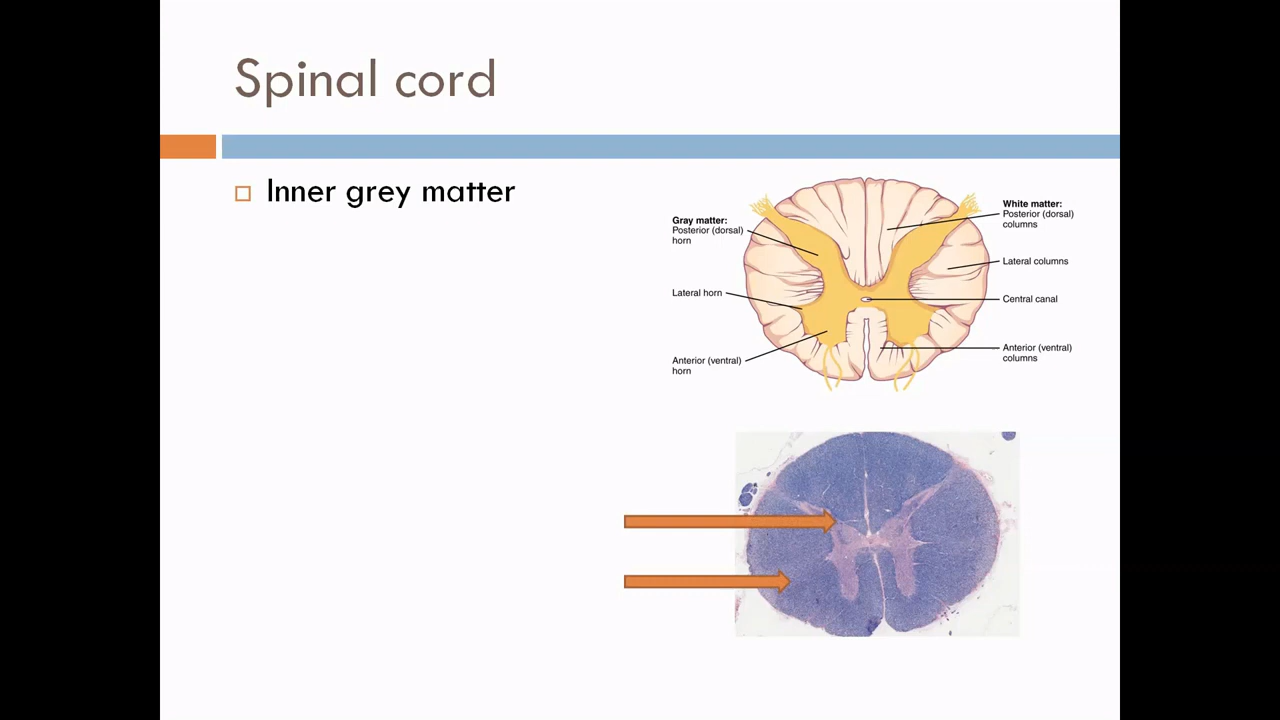 Spinal cord
Inner grey matter
Gray matter:
Posterior (dorsal)
horn
Lateral horn
Anterior (ventral)
horn
White matter:
Posterior (dorsal)
columns
Lateral columns
Central canal
Anterior (ventral)
columns